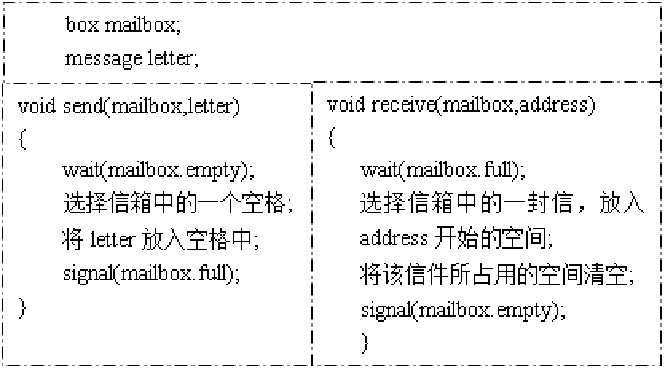 box mailbox;
message letter;
void send(mailbox,letter)
{
wait(mailbox.empty);
选择信箱中的一个空格;
将 letter 放入空格中;
signal(mailbox.full);
}
void receive(mailbox,address)
{
wait(mailbox.full);
选择信箱中的一封信，放入
address 开始的空间;
将该信件所占用的空间清空;
signal(mailbox.empty);
}